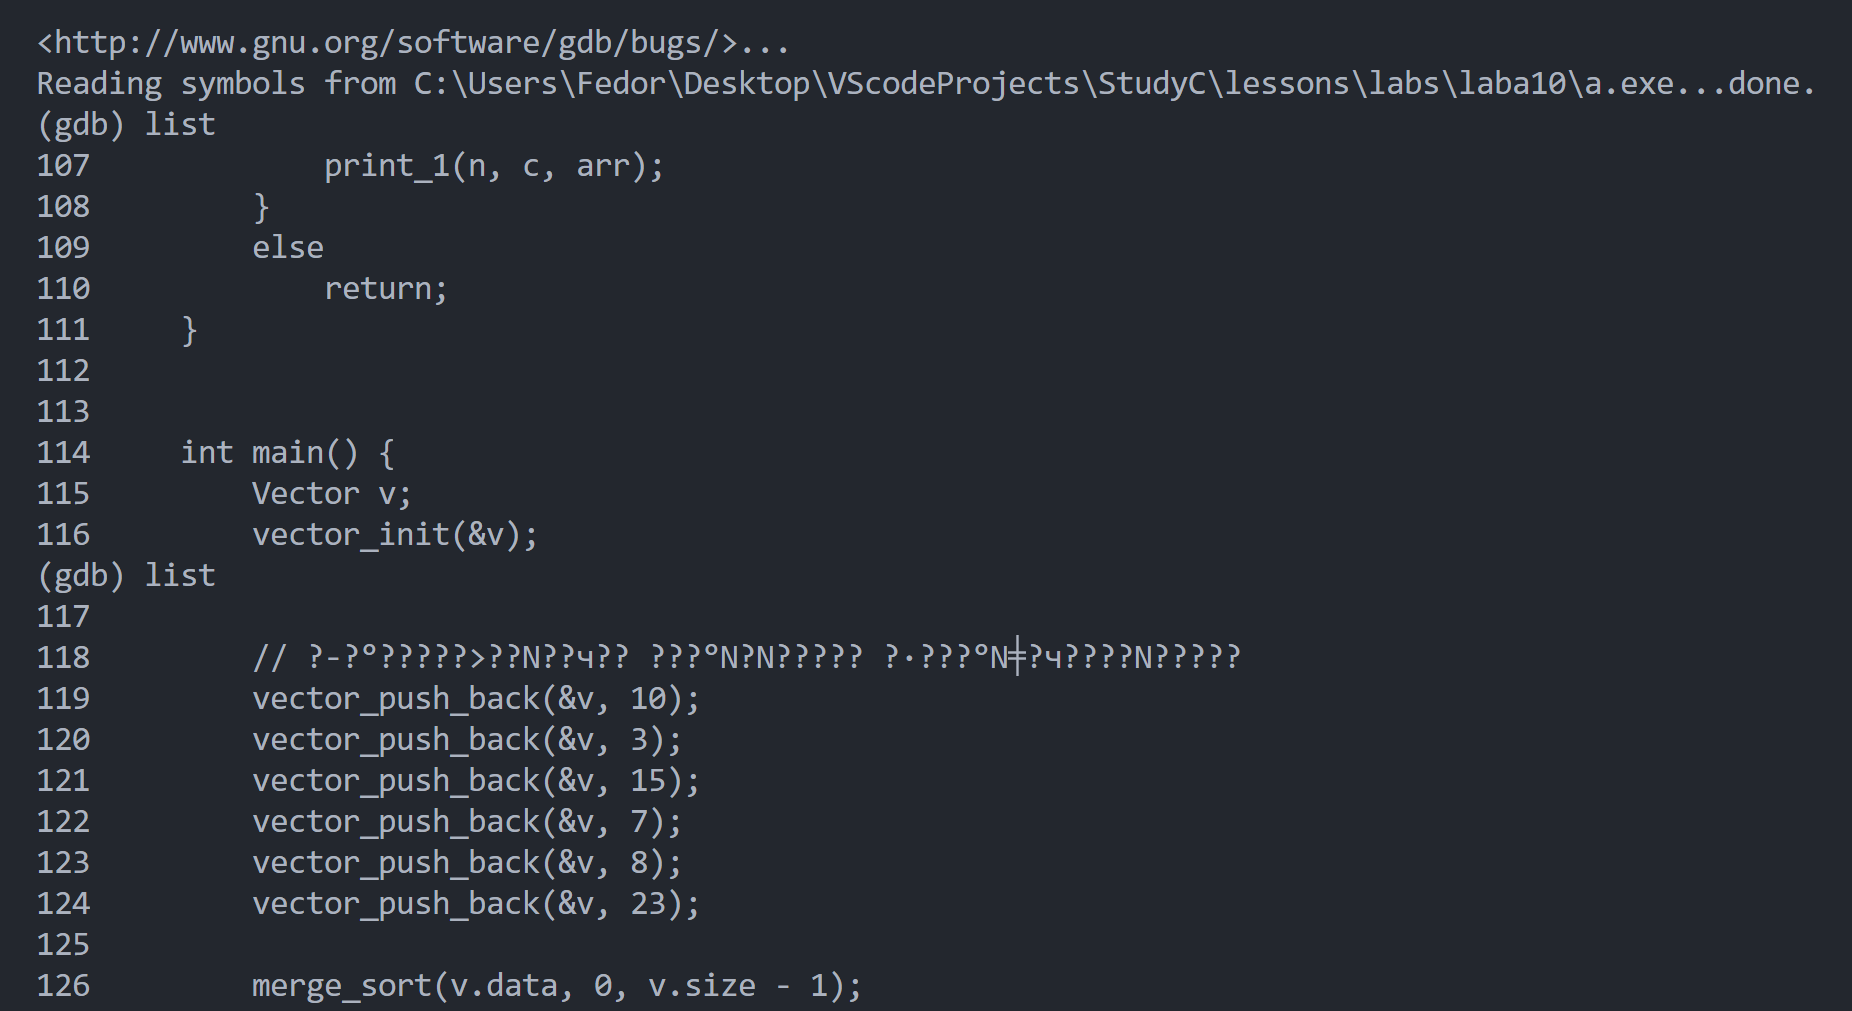 <http://www.gnu.org/software/gdb/bugs/>...
Reading symbols from C:\Users\Fedor\Desktop\VScodeProjects\StudyC\lessons\labs\laba10\a.exe...done.
(gdb) list
107             print_1(n, c, arr);
108         }
109         else
110             return;
111     }
112
113
114     int main() {
115         Vector v;
116         vector_init(&v);
(gdb) list
117
118         // ?-?°?????>??N??ч?? ???°N?N????? ?·???°N╪?ч????N?????
119         vector_push_back(&v, 10);
120         vector_push_back(&v, 3);
121         vector_push_back(&v, 15);
122         vector_push_back(&v, 7);
123         vector_push_back(&v, 8);
124         vector_push_back(&v, 23);
125
126         merge_sort(v.data, 0, v.size - 1);